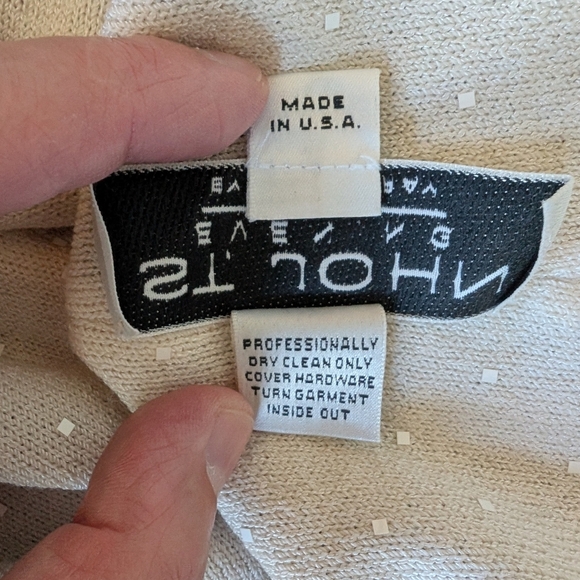 MADE
IN U.S.A.
ST. JOHN
PROFESSIONALLY
DRY CLEAN ONLY
COVER HARDWARE
TURN GARMENT
INSIDE OUT